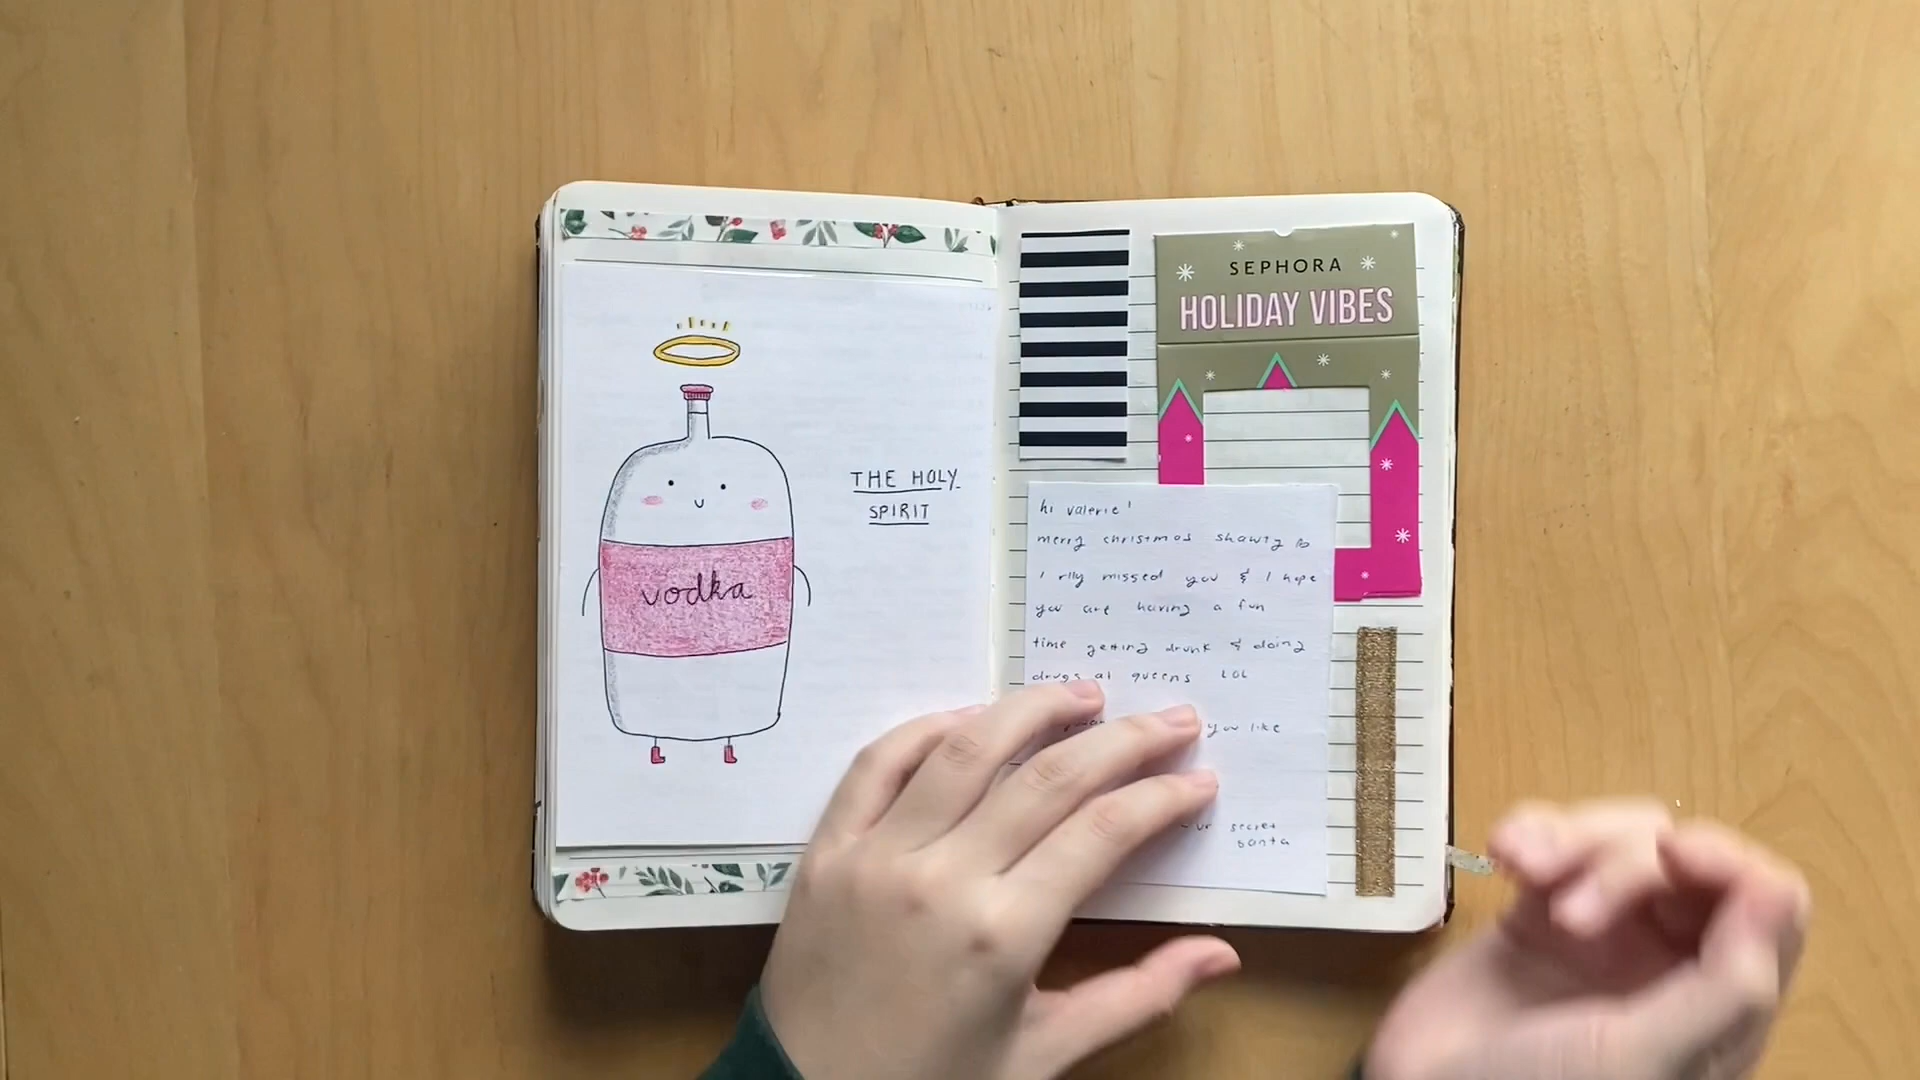 THE HOLY
SPIRIT
vodka
SEPHORA
HOLIDAY VIBES
hi valerie!
merry christmas shawty
i rlly missed you & i hope
you are having a fun
time getting drunk & doing
drugs at queens LOL
you like
ur secret
santa